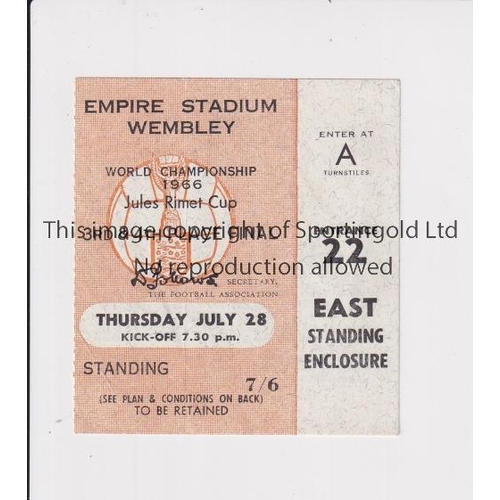 EMPIRE STADIUM
WEMBLEY
WORLD CHAMPIONSHIP
1966
Jules Rimet Cup
3RD & 4TH PLACE FINAL
SECRETARY,
THE FOOTBALL ASSOCIATION
THURSDAY JULY 28
KICK-OFF 7.30 p.m.
STANDING
7/6
(SEE PLAN & CONDITIONS ON BACK)
TO BE RETAINED
ENTER AT
A
TURNSTILES
ENTRANCE
22
EAST
STANDING
ENCLOSURE
This image copyright of Sportingold Ltd
No reproduction allowed